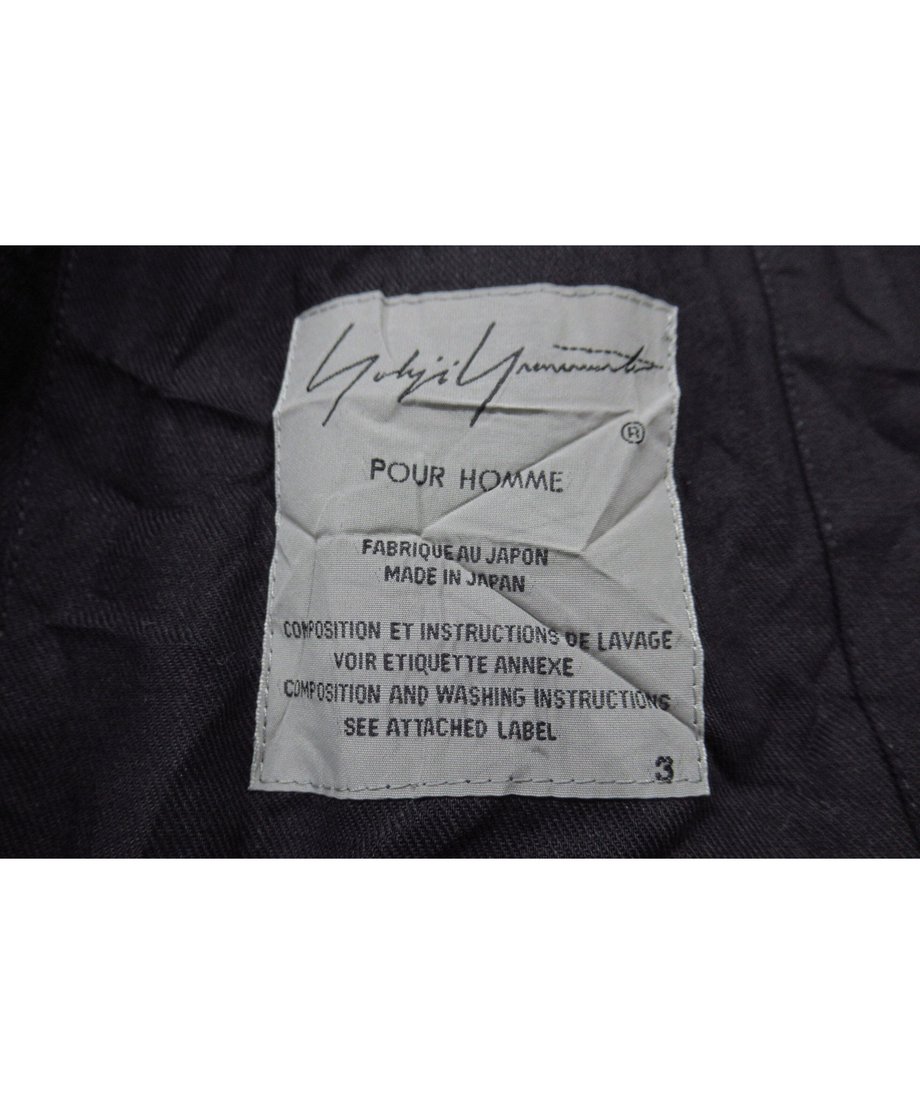 Yohji Yamamoto
®
POUR HOMME
FABRIQUE AU JAPON
MADE IN JAPAN
COMPOSITION ET INSTRUCTIONS DE LAVAGE
VOIR ETIQUETTE ANNEXE
COMPOSITION AND WASHING INSTRUCTIONS
SEE ATTACHED LABEL
3